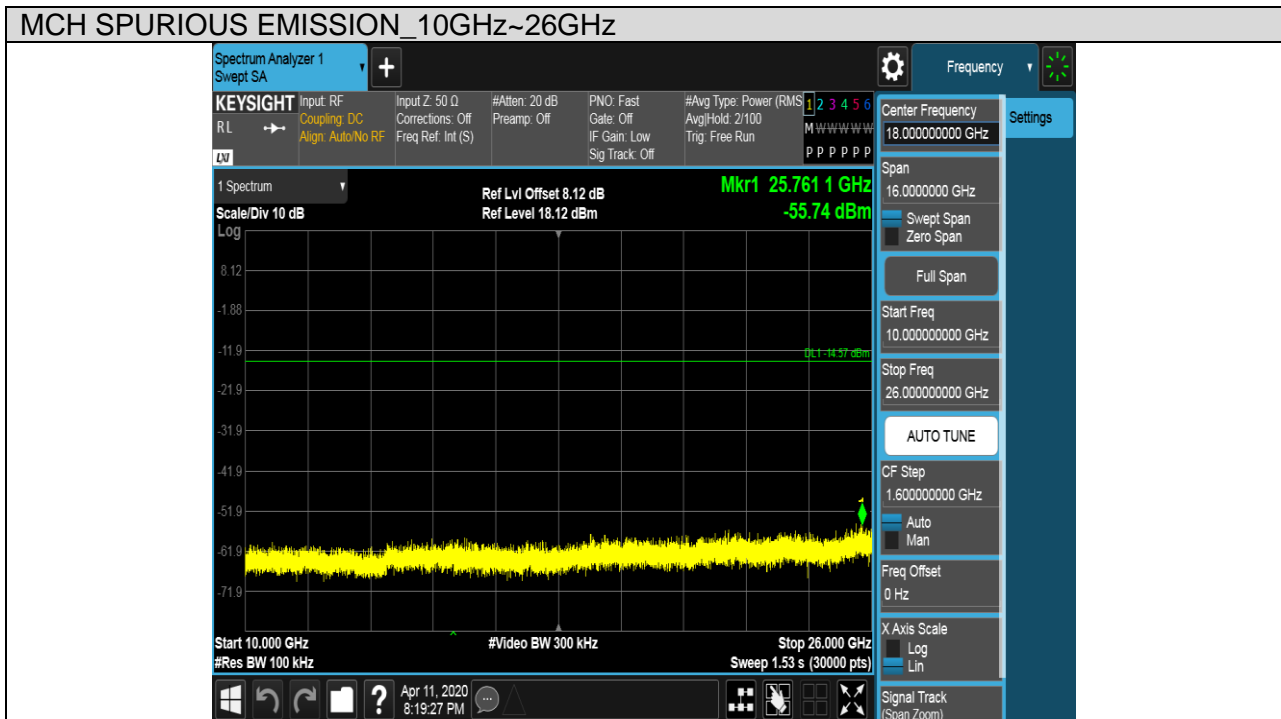 MCH SPURIOUS EMISSION_10GHz~26GHz
Spectrum Analyzer 1
Swept SA
Frequency
KEYSIGHT
RL
LXI
Input: RF
Coupling: DC
Align: Auto/No RF
Input Z: 50 Ω
Corrections: Off
Freq Ref: Int (S)
#Atten: 20 dB
Preamp: Off
PNO: Fast
Gate: Off
IF Gain: Low
Sig Track: Off
#Avg Type: Power (RMS
Avg|Hold: 2/100
Trig: Free Run
1 2 3 4 5 6
M W W W W W
P P P P P P
1 Spectrum
Scale/Div 10 dB
Log
Ref Lvl Offset 8.12 dB
Ref Level 18.12 dBm
Mkr1 25.761 1 GHz
-55.74 dBm
8.12
-1.88
-11.9
DL1 -14.57 dBm
-21.9
-31.9
-41.9
-51.9
1
-61.9
-71.9
Start 10.000 GHz
#Res BW 100 kHz
#Video BW 300 kHz
Stop 26.000 GHz
Sweep 1.53 s (30000 pts)
Apr 11, 2020
8:19:27 PM
Center Frequency
18.000000000 GHz
Settings
Span
16.0000000 GHz
Swept Span
Zero Span
Full Span
Start Freq
10.000000000 GHz
Stop Freq
26.000000000 GHz
AUTO TUNE
CF Step
1.600000000 GHz
Auto
Man
Freq Offset
0 Hz
X Axis Scale
Log
Lin
Signal Track
(Span Zoom)